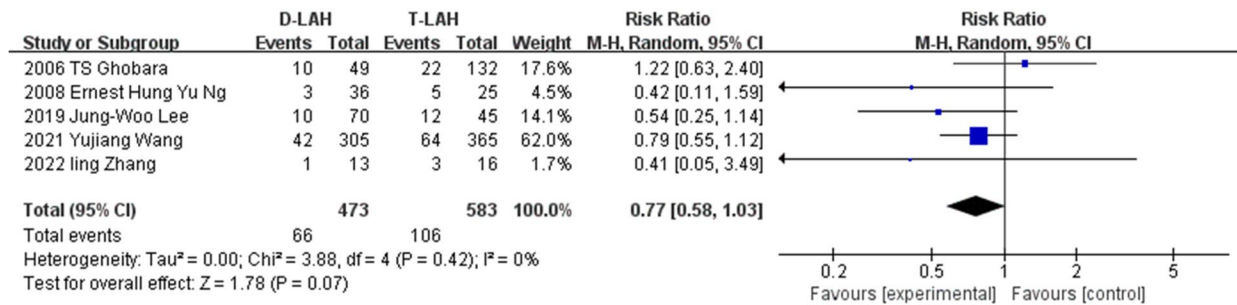 D-LAH T-LAH Risk Ratio Risk Ratio
Study or Subgroup Events Total Events Total Weight M-H, Random, 95% CI M-H, Random, 95% CI
2006 TS Ghobara 10 49 22 132 17.6% 1.22 [0.63, 2.40]
2008 Ernest Hung Yu Ng 3 36 5 25 4.5% 0.42 [0.11, 1.59]
2019 Jung-Woo Lee 10 70 12 45 14.1% 0.54 [0.25, 1.14]
2021 Yujiang Wang 42 305 64 365 62.0% 0.79 [0.55, 1.12]
2022 ling Zhang 1 13 3 16 1.7% 0.41 [0.05, 3.49]
Total (95% CI) 473 583 100.0% 0.77 [0.58, 1.03]
Total events 66 106
Heterogeneity: Tau² = 0.00; Chi² = 3.88, df = 4 (P = 0.42); I² = 0%
Test for overall effect: Z = 1.78 (P = 0.07)
0.2 0.5 1 2 5
Favours [experimental] Favours [control]